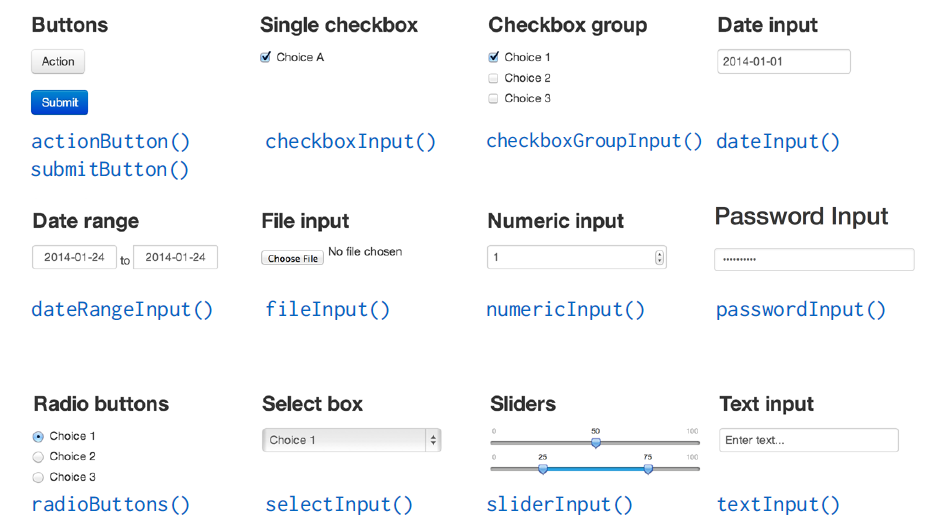 Buttons
Action
Submit
actionButton()
submitButton()
Single checkbox
Choice A
checkboxInput()
Checkbox group
Choice 1
Choice 2
Choice 3
checkboxGroupInput()
Date input
2014-01-01
dateInput()
Date range
2014-01-24 to 2014-01-24
dateRangeInput()
File input
Choose File No file chosen
fileInput()
Numeric input
1
numericInput()
Password Input
••••••••••
passwordInput()
Radio buttons
Choice 1
Choice 2
Choice 3
radioButtons()
Select box
Choice 1
selectInput()
Sliders
0 50 100
0 25 75 100
sliderInput()
Text input
Enter text...
textInput()